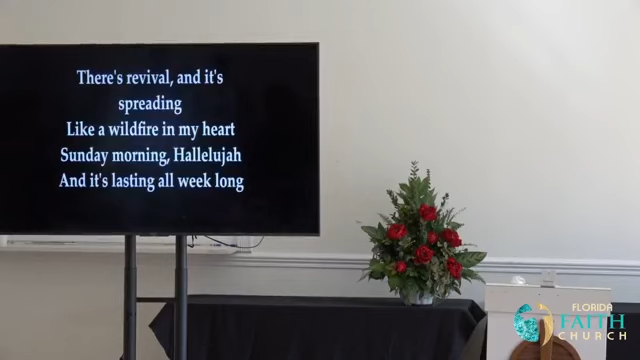 There's revival, and it's
spreading
Like a wildfire in my heart
Sunday morning, Hallelujah
And it's lasting all week long
FLORIDA
FAITH
CHURCH